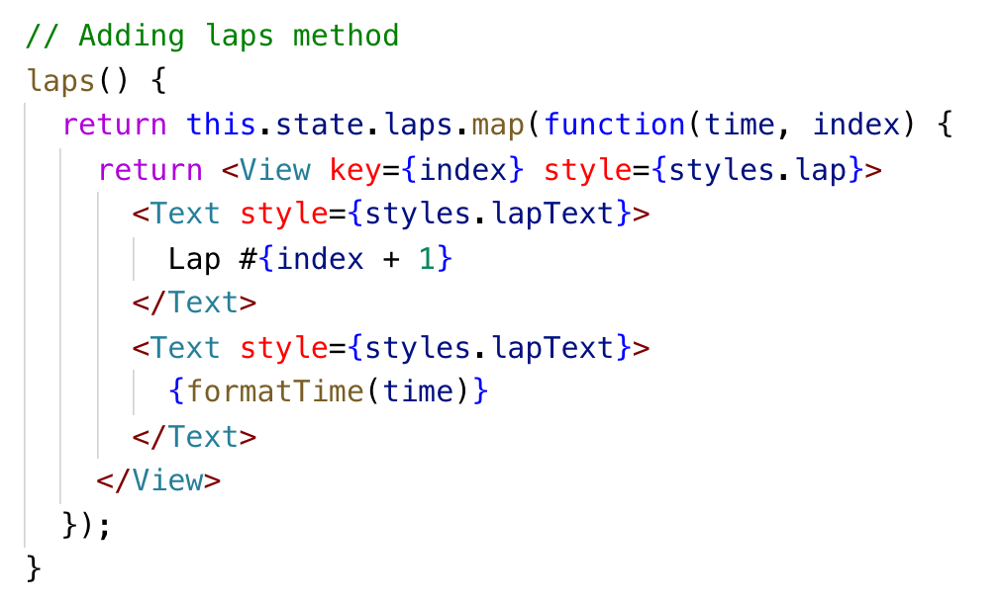 // Adding laps method
laps() {
  return this.state.laps.map(function(time, index) {
    return <View key={index} style={styles.lap}>
      <Text style={styles.lapText}>
        Lap #{index + 1}
      </Text>
      <Text style={styles.lapText}>
        {formatTime(time)}
      </Text>
    </View>
  });
}